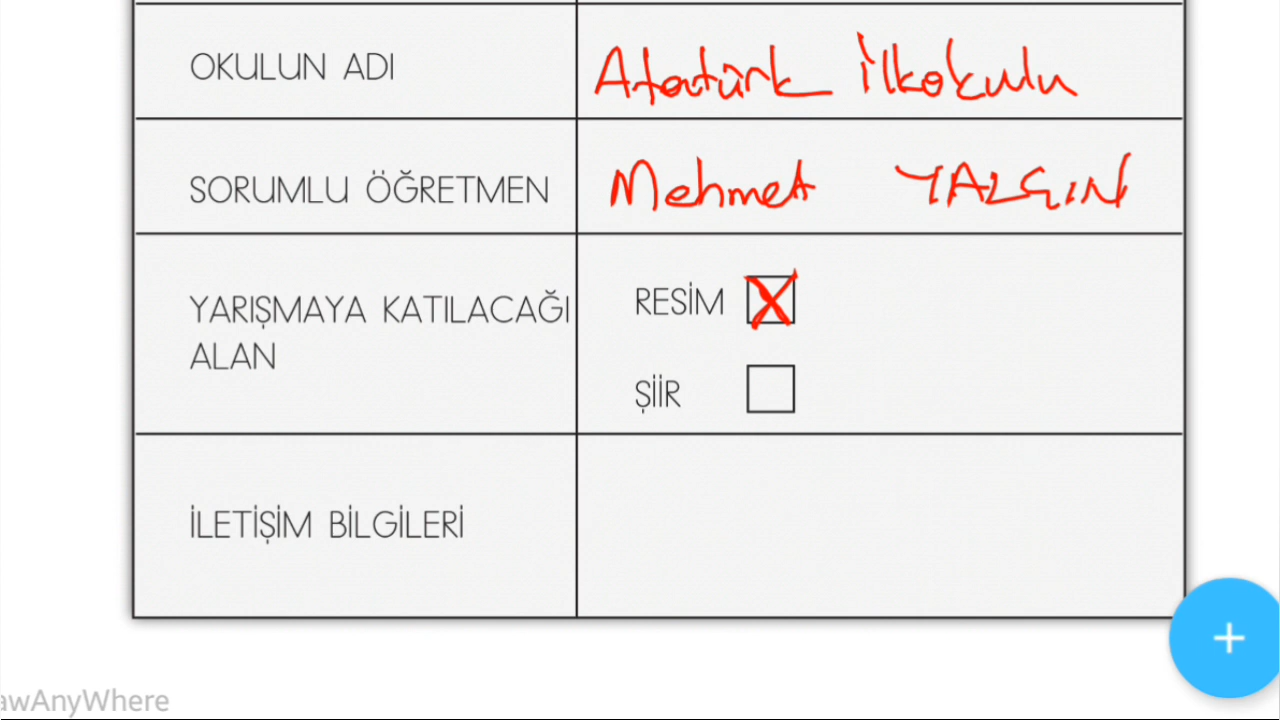 OKULUN ADI Atatürk İlkokulu
SORUMLU ÖĞRETMEN Mehmet YALÇIN
YARIŞMAYA KATILACAĞI
ALAN
RESİM X
ŞİİR
İLETİŞİM BİLGİLERİ
+
awAnyWhere